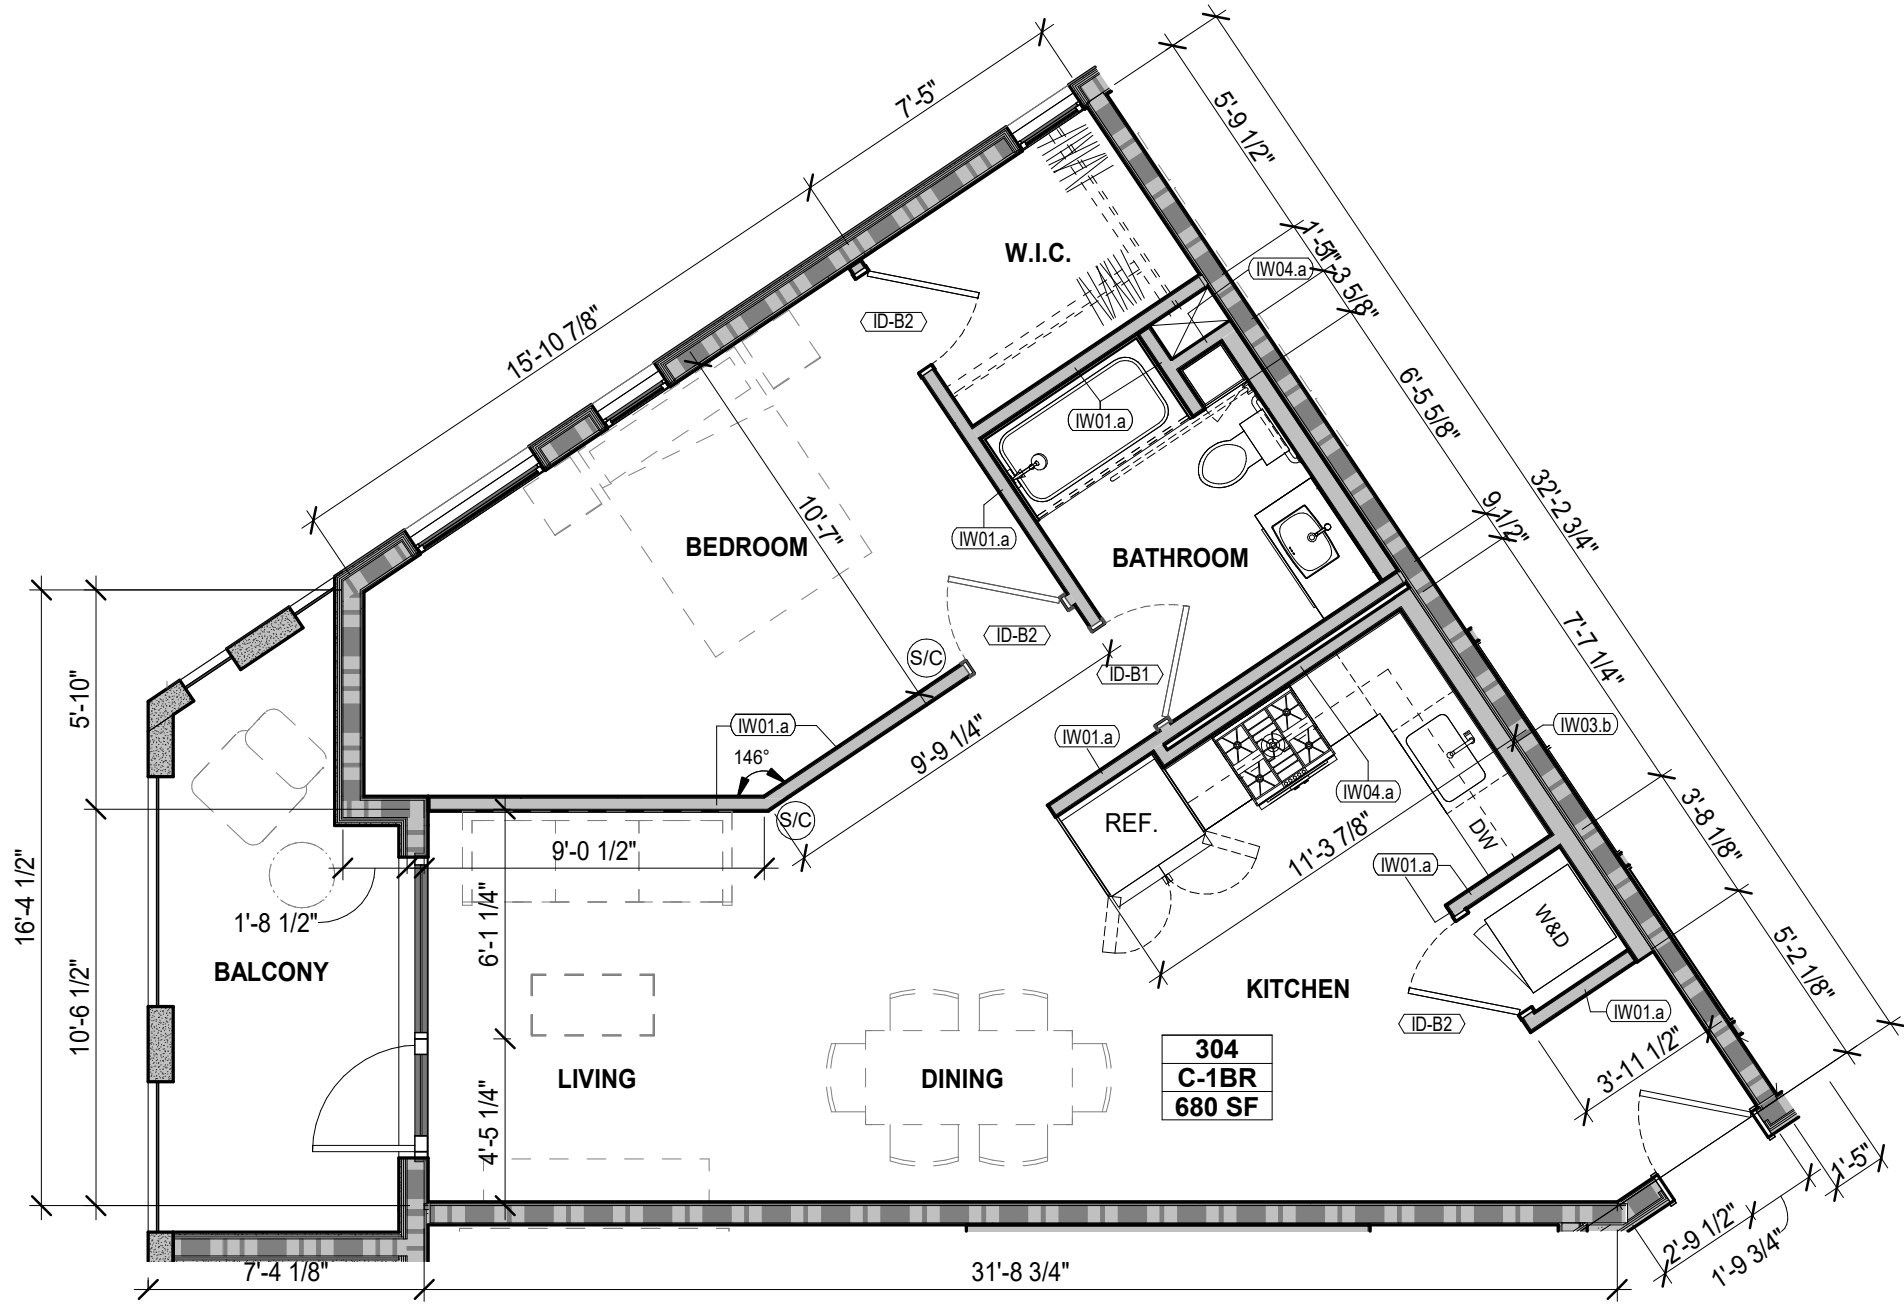 7'-5"
5'-9 1/2"
W.I.C.
1'-5"
IW04.a
1'-3 5/8"
ID-B2
15'-10 7/8"
6'-5 5/8"
IW01.a
32'-2 3/4"
9 1/2"
10'-7"
IW01.a
BEDROOM
BATHROOM
ID-B2
7'-7 1/4"
S/C
ID-B1
5'-10"
IW01.a
146°
9'-9 1/4"
IW01.a
IW03.b
IW04.a
S/C
REF.
DW
3'-8 1/8"
9'-0 1/2"
11'-3 7/8"
IW01.a
16'-4 1/2"
1'-8 1/2"
6'-1 1/4"
W&D
5'-2 1/8"
BALCONY
KITCHEN
10'-6 1/2"
ID-B2
IW01.a
304
C-1BR
680 SF
3'-11 1/2"
LIVING
DINING
4'-5 1/4"
1'-5"
2'-9 1/2"
1'-9 3/4"
7'-4 1/8"
31'-8 3/4"